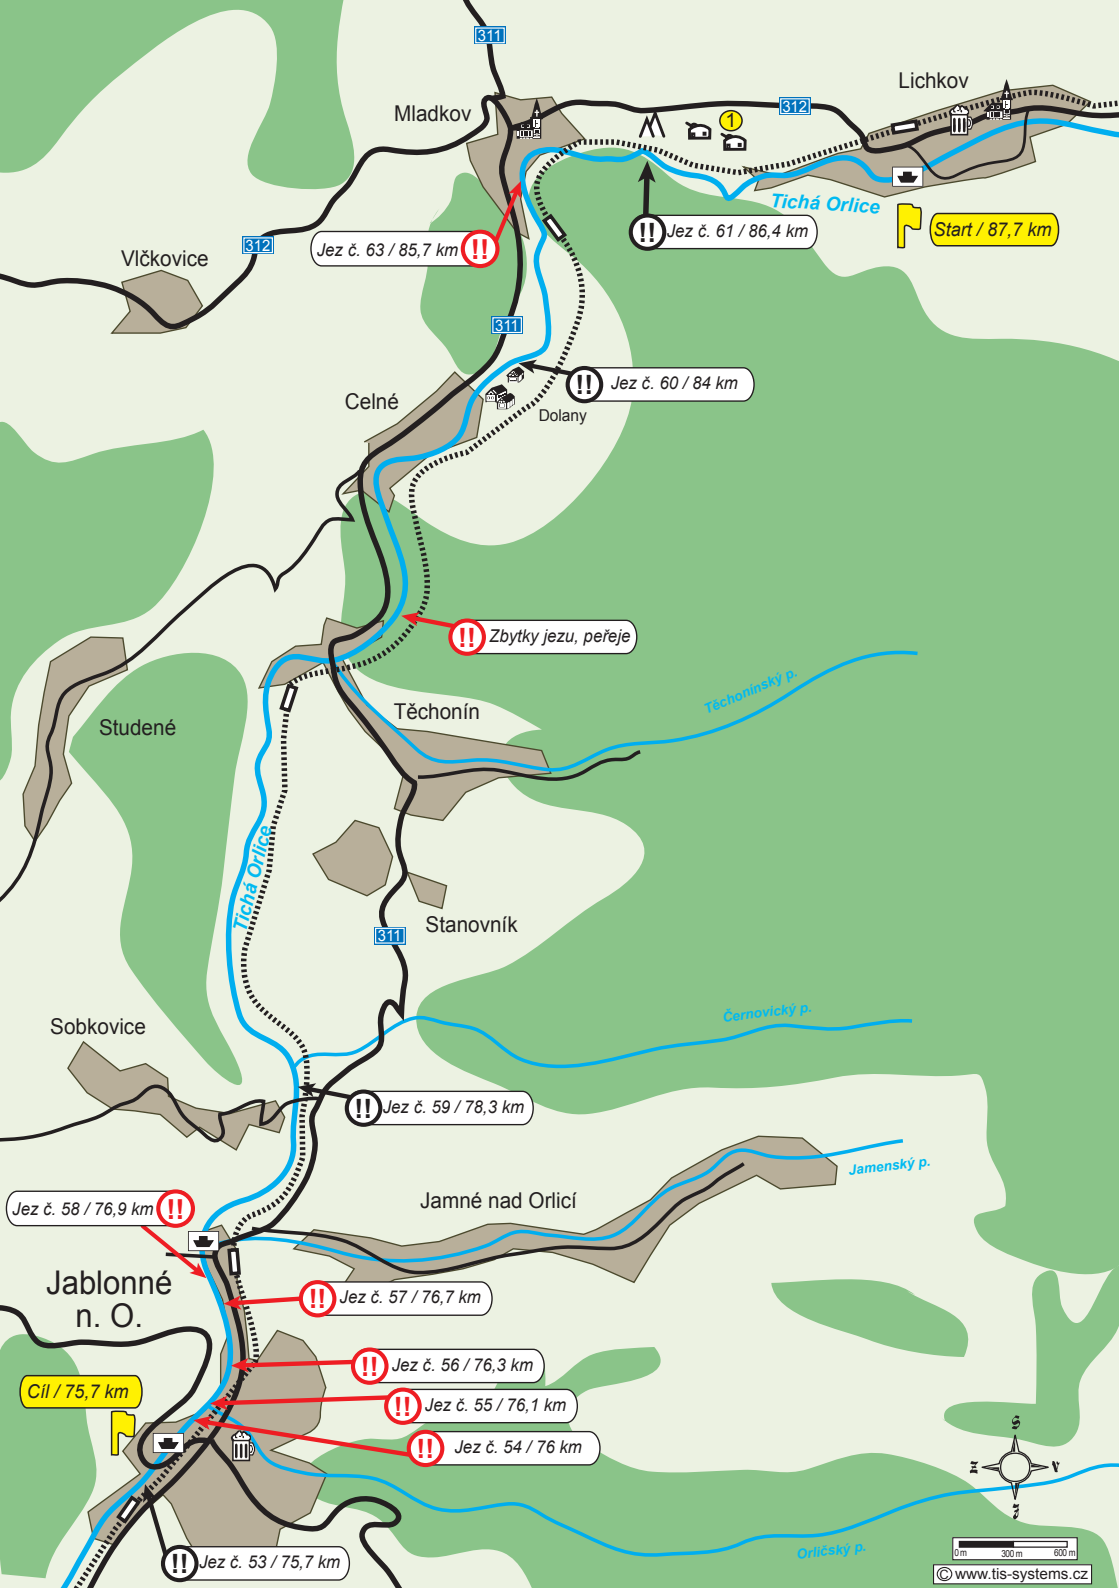 311
Lichkov
Mladkov
312
1
Tichá Orlice
Jez č. 63 / 85,7 km
!!
!!
Jez č. 61 / 86,4 km
Start / 87,7 km
312
Vlčkovice
311
!!
Jez č. 60 / 84 km
Celné
Dolany
!!
Zbytky jezu, peřeje
Těchonínský p.
Těchonín
Studené
Tichá Orlice
Stanovník
311
Černovický p.
Sobkovice
!!
Jez č. 59 / 78,3 km
Jamenský p.
Jez č. 58 / 76,9 km
!!
Jamné nad Orlicí
Jablonné
n. O.
!!
Jez č. 57 / 76,7 km
!!
Jez č. 56 / 76,3 km
Cíl / 75,7 km
!!
Jez č. 55 / 76,1 km
!!
Jez č. 54 / 76 km
S
Z
V
J
Orličský p.
!!
Jez č. 53 / 75,7 km
0 m 300 m 600 m
© www.tis-systems.cz